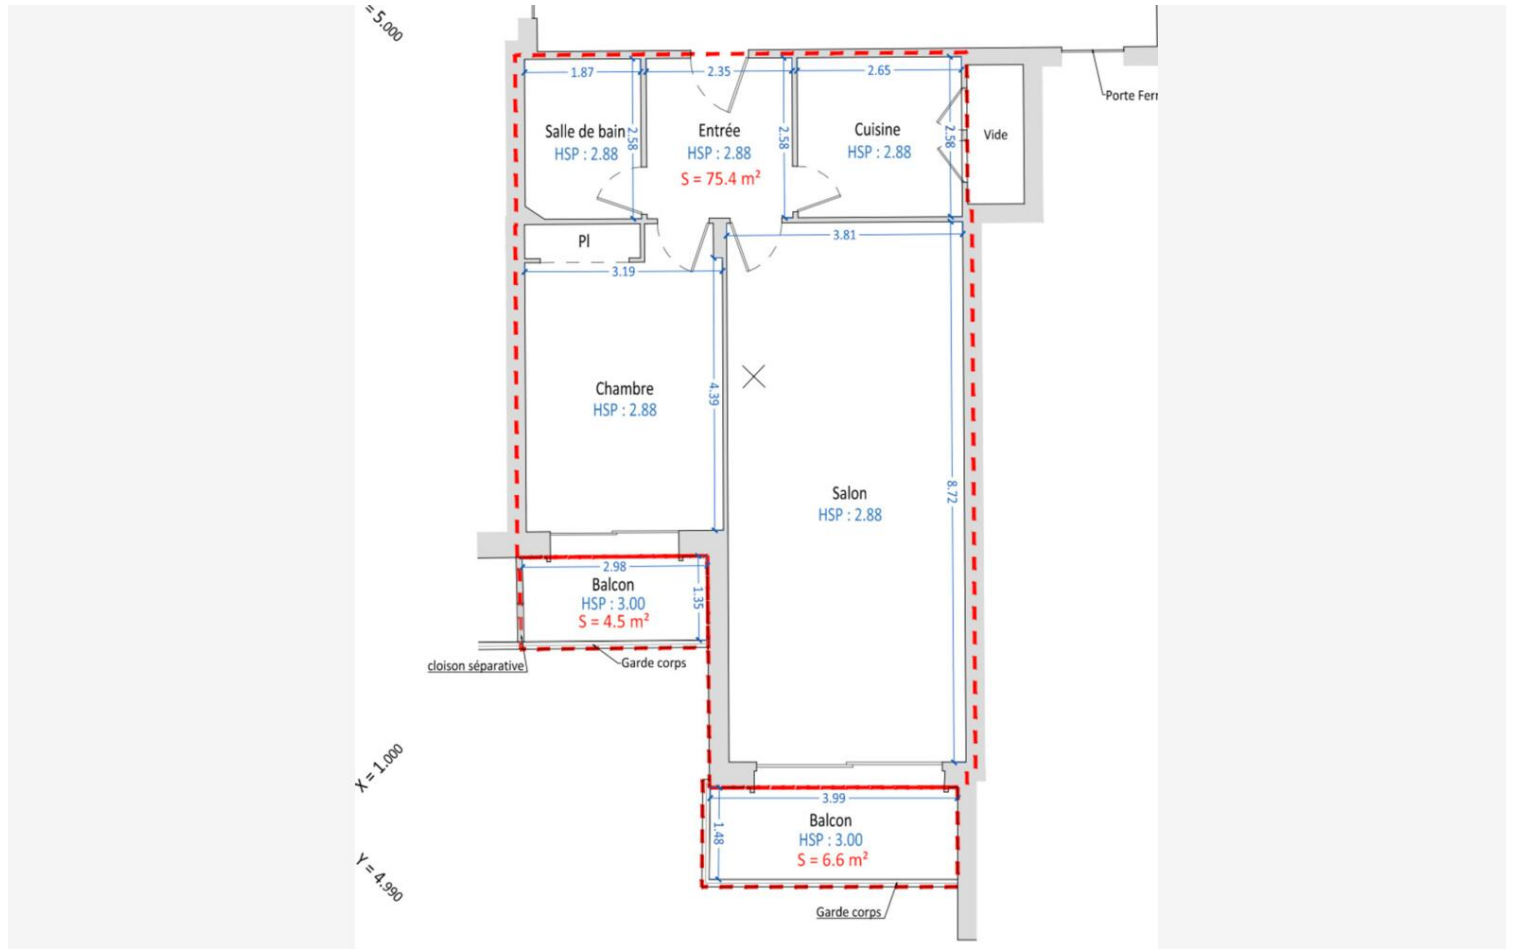 = 5.000
1.87
2.35
2.65
Porte Ferr
Salle de bain
HSP : 2.88
2.58
Entrée
HSP : 2.88
S = 75.4 m²
2.58
Cuisine
HSP : 2.88
2.58
Vide
Pl
3.81
3.19
Chambre
HSP : 2.88
4.39
Salon
HSP : 2.88
8.72
2.98
Balcon
HSP : 3.00
S = 4.5 m²
1.35
cloison séparative
Garde corps
X = 1.000
3.99
Balcon
HSP : 3.00
S = 6.6 m²
1.48
Y = 4.990
Garde corps